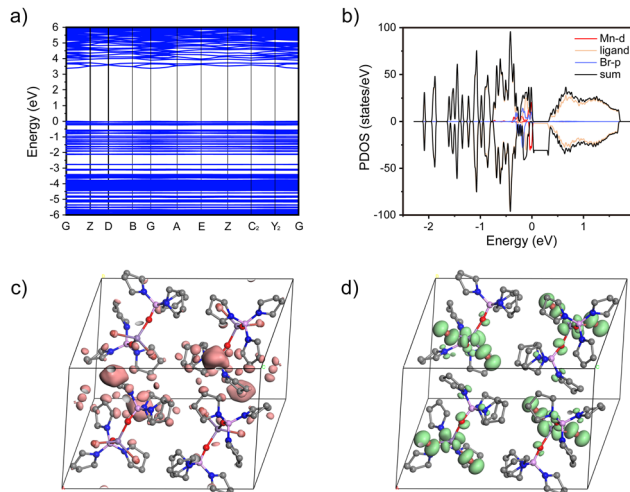 a)
Energy (eV)
6
5
4
3
2
1
0
-1
-2
-3
-4
-5
-6
G Z D B G A E Z C₂ Y₂ G
b)
PDOS (states/eV)
100
50
0
-50
-100
-2 -1 0 1
Energy (eV)
Mn-d
ligand
Br-p
sum
c)
d)